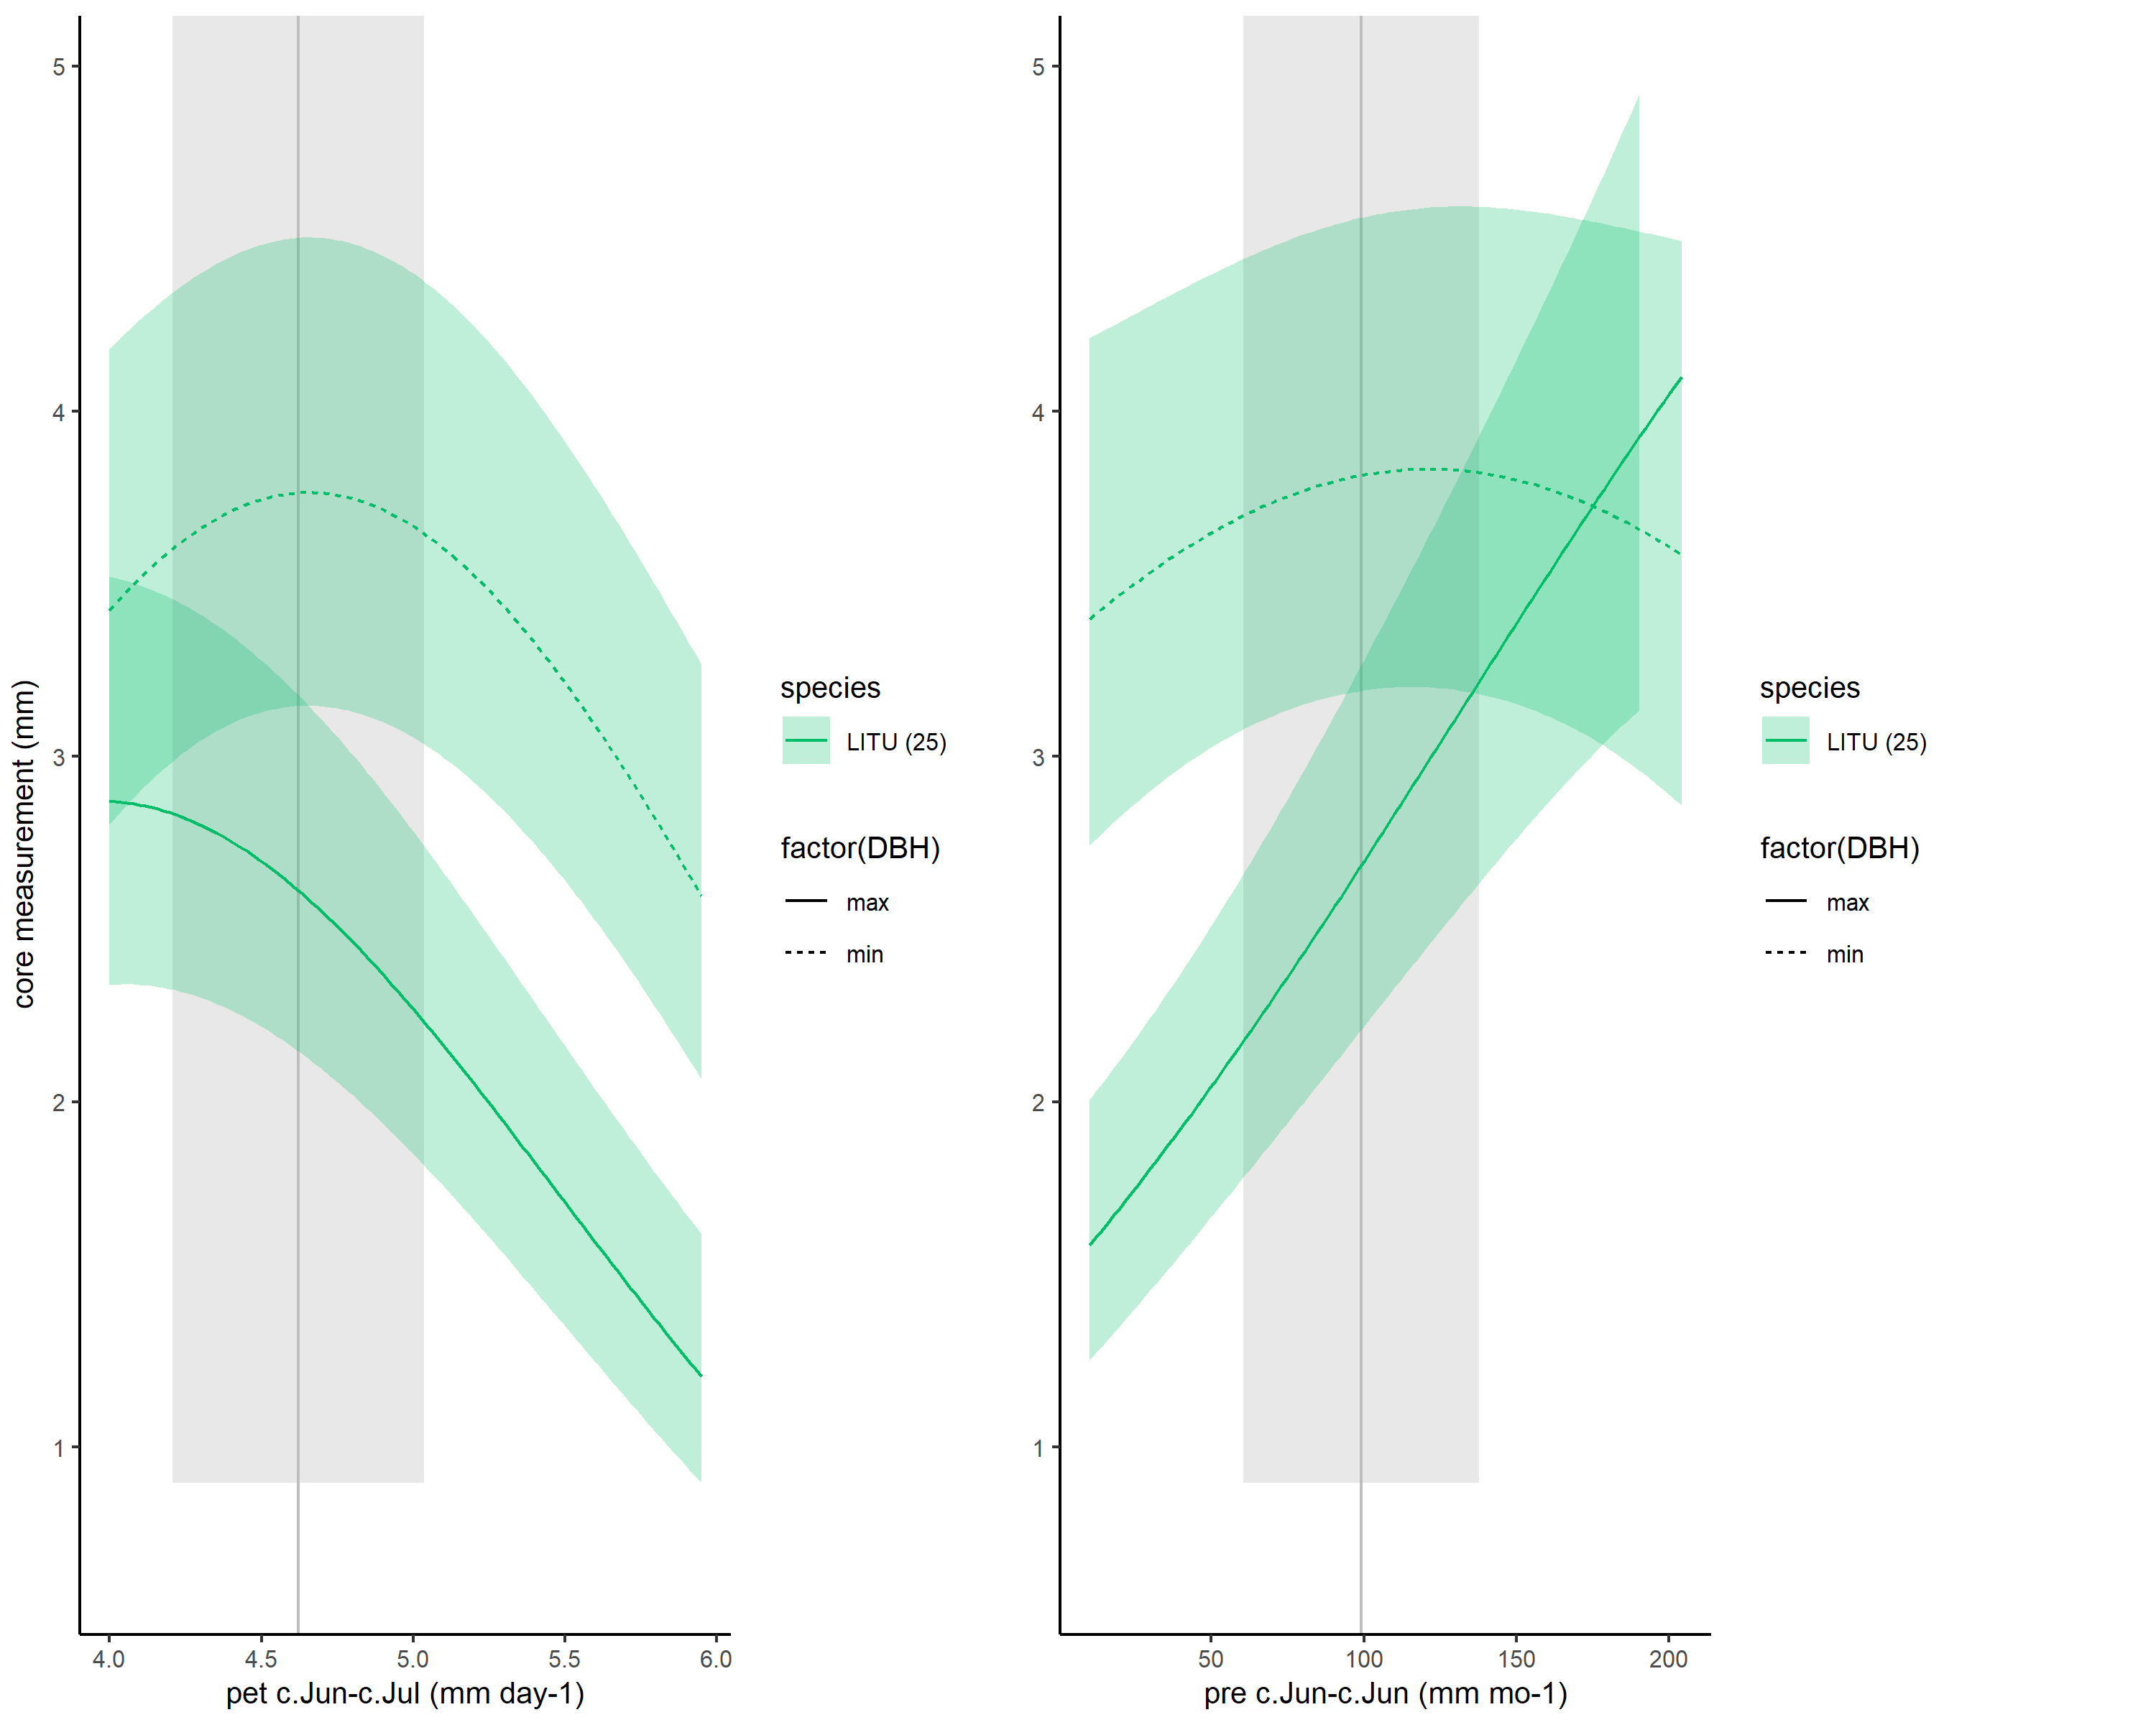 core measurement (mm)
5
4
3
2
1
4.0 4.5 5.0 5.5 6.0
pet c.Jun-c.Jul (mm day-1)
species
LITU (25)
factor(DBH)
max
min
5
4
3
2
1
50 100 150 200
pre c.Jun-c.Jun (mm mo-1)
species
LITU (25)
factor(DBH)
max
min